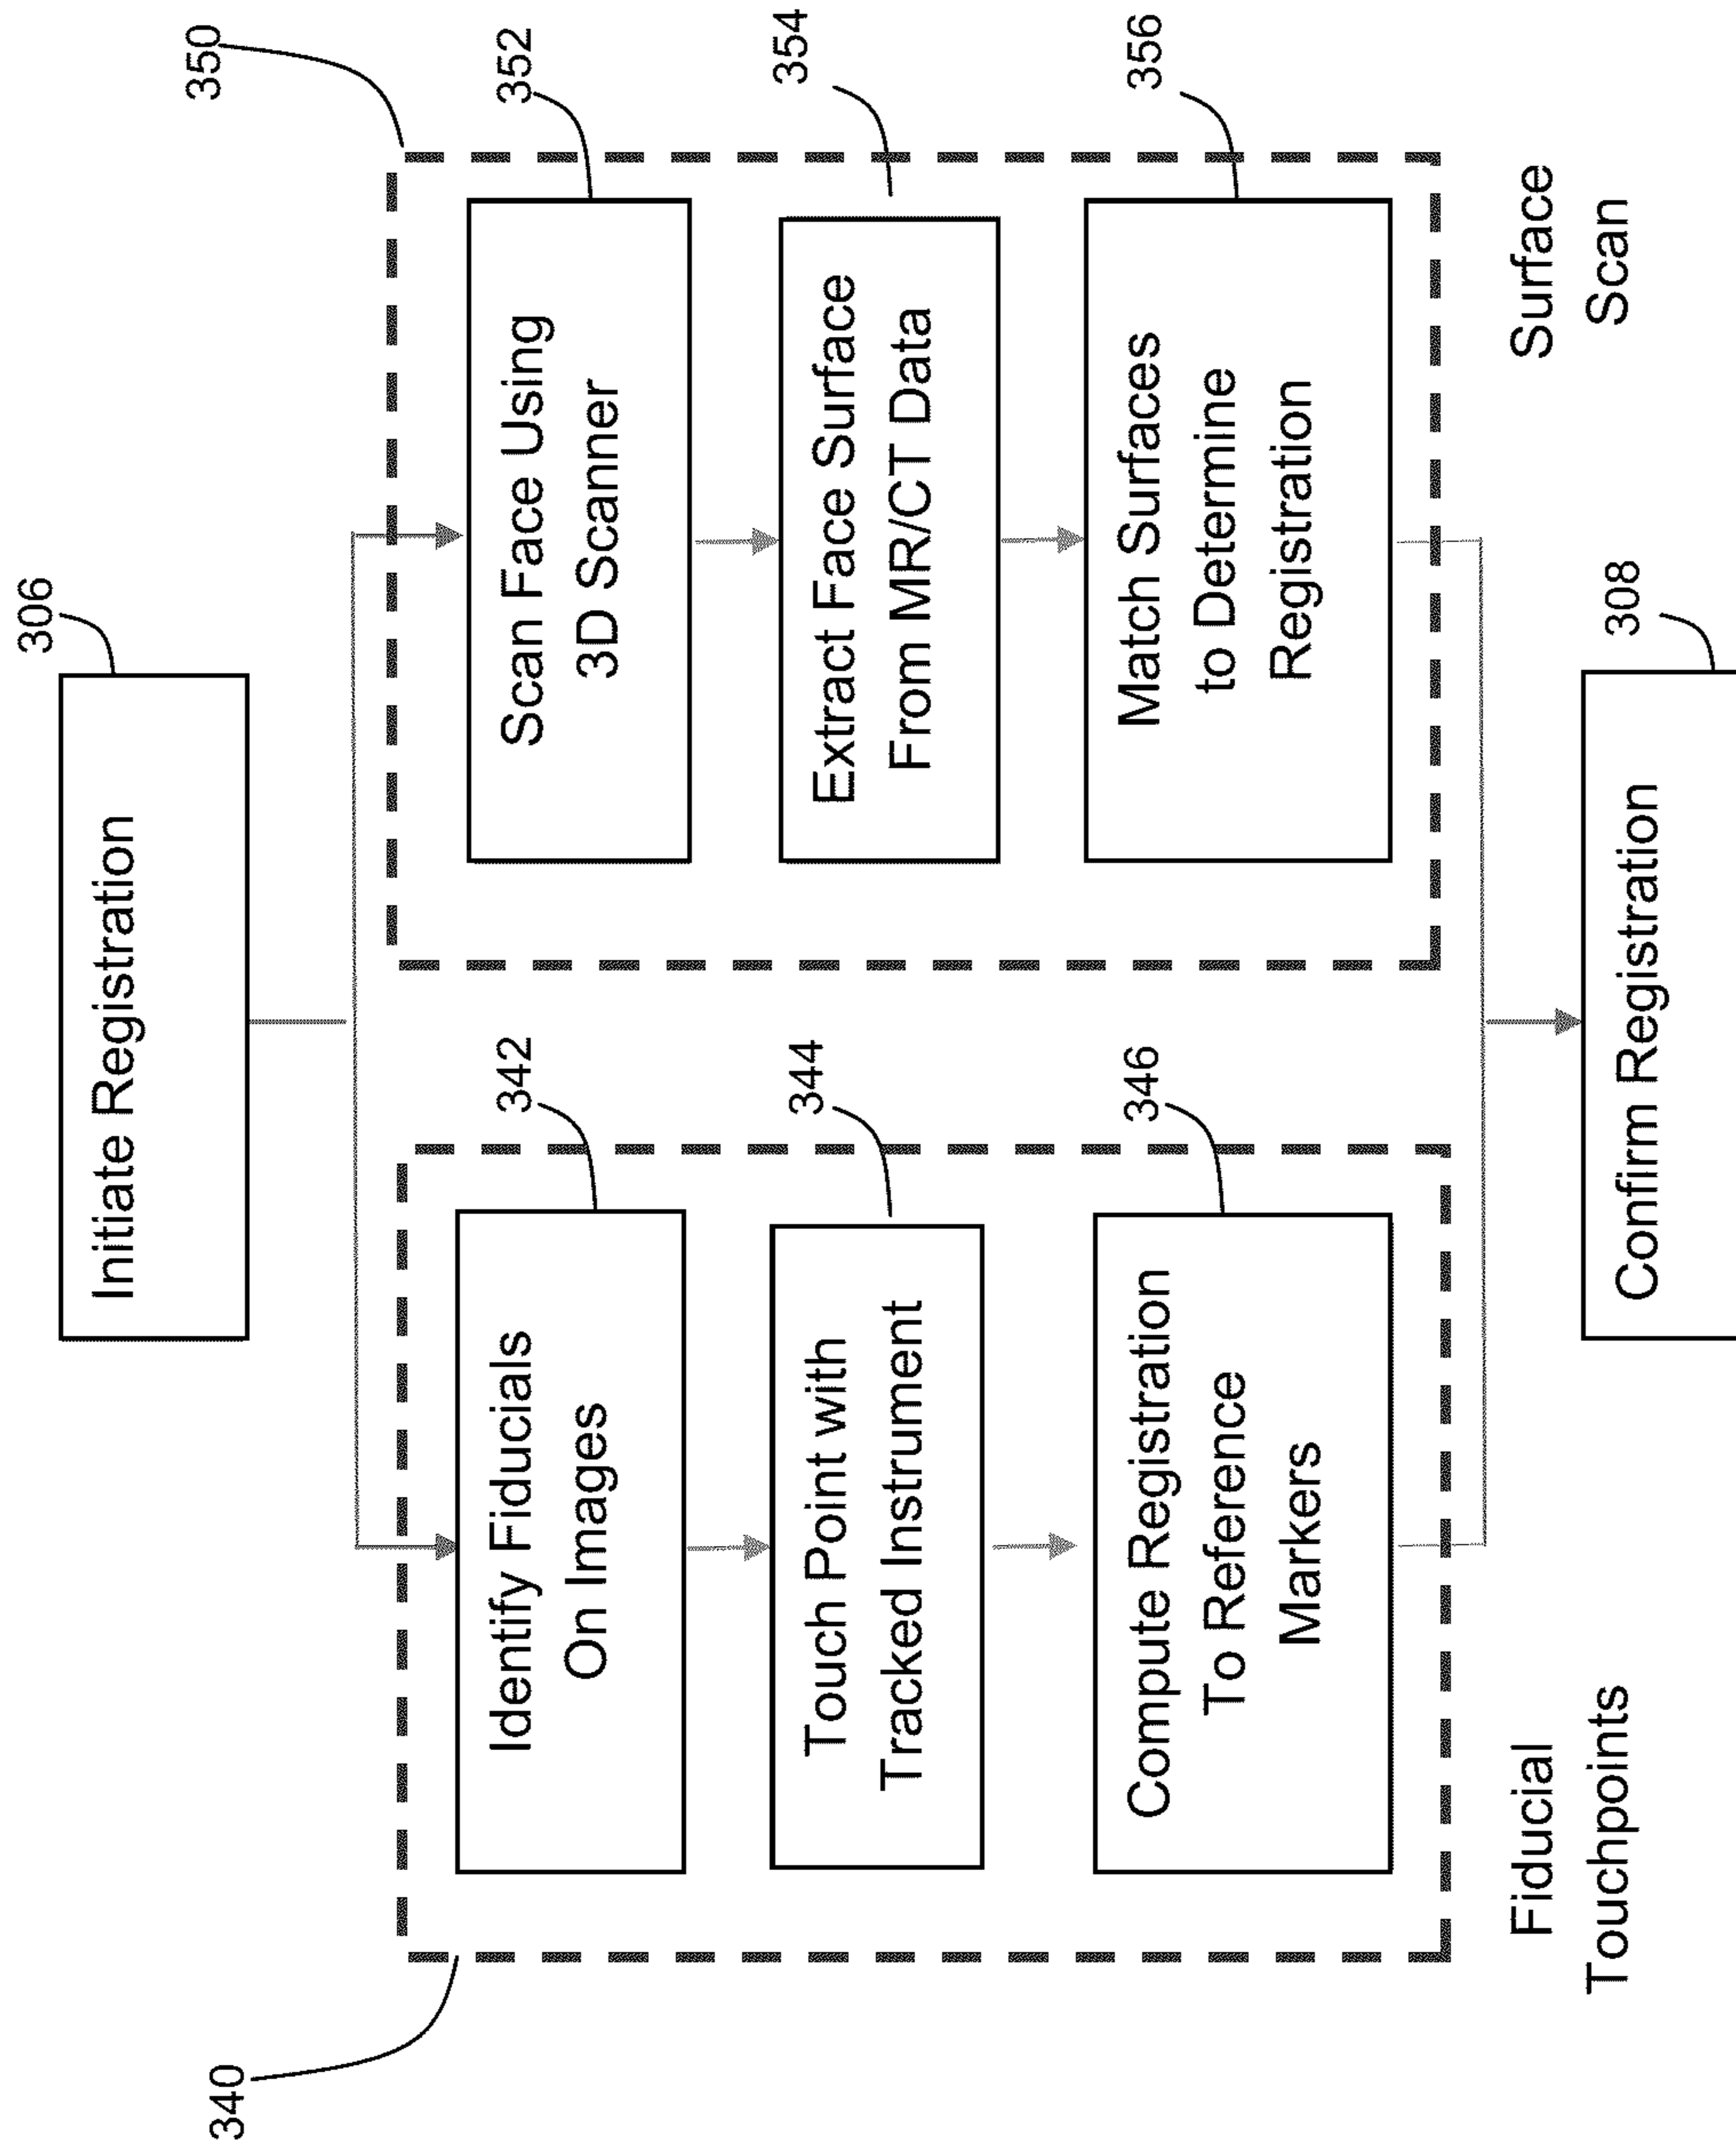 306
Initiate Registration
340
342
Identify Fiducials
On Images
344
Touch Point with
Tracked Instrument
346
Compute Registration
To Reference
Markers
Fiducial
Touchpoints
350
352
Scan Face Using
3D Scanner
354
Extract Face Surface
From MR/CT Data
356
Match Surfaces
to Determine
Registration
Surface
Scan
308
Confirm Registration